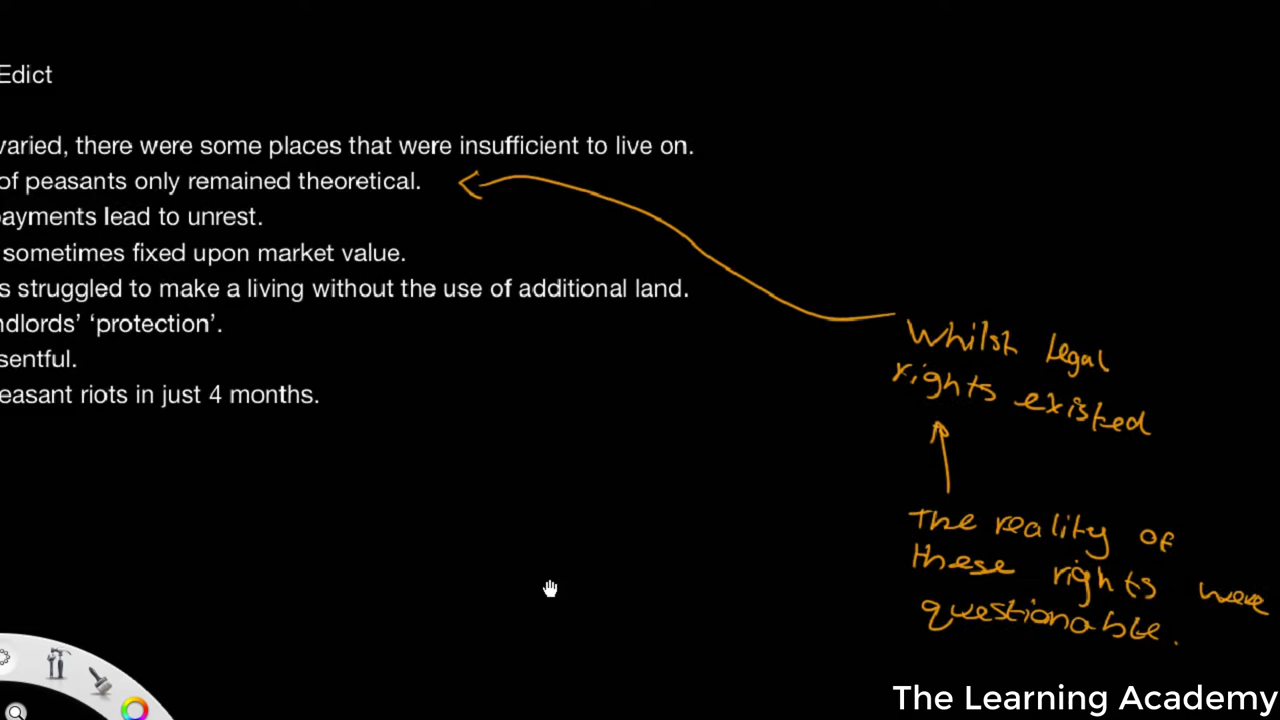 Edict
varied, there were some places that were insufficient to live on.
of peasants only remained theoretical.
payments lead to unrest.
sometimes fixed upon market value.
s struggled to make a living without the use of additional land.
ndlords’ ‘protection’.
sentful.
easant riots in just 4 months.
Whilst legal
rights existed
The reality of
these rights were
questionable.
The Learning Academy